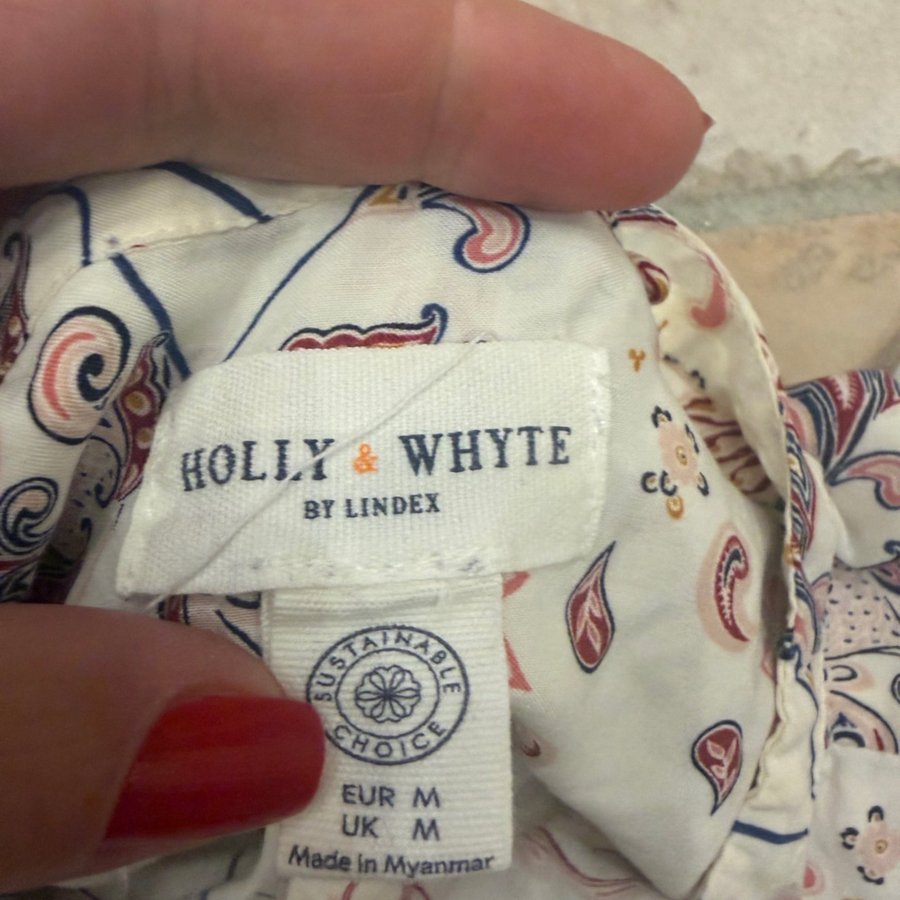 HOLLY & WHYTE
BY LINDEX
SUSTAINABLE
CHOICE
EUR M
UK M
Made in Myanmar